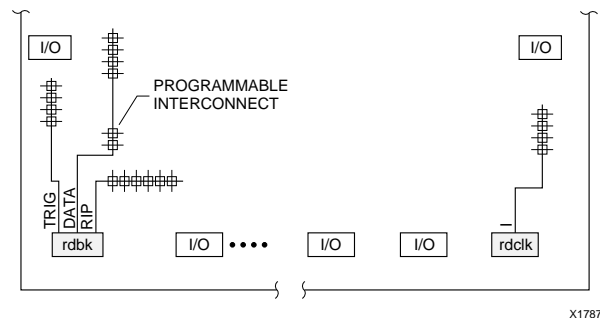 I/O
I/O
PROGRAMMABLE
INTERCONNECT
TRIG
DATA
RIP
I
rdbk
I/O
I/O
I/O
rdclk
X1787